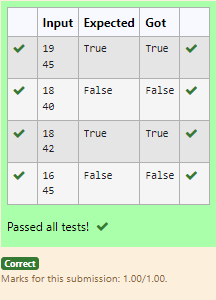 Input Expected Got
19 True True
45
18 False False
40
18 True True
42
16 False False
45
Passed all tests!
Correct
Marks for this submission: 1.00/1.00.